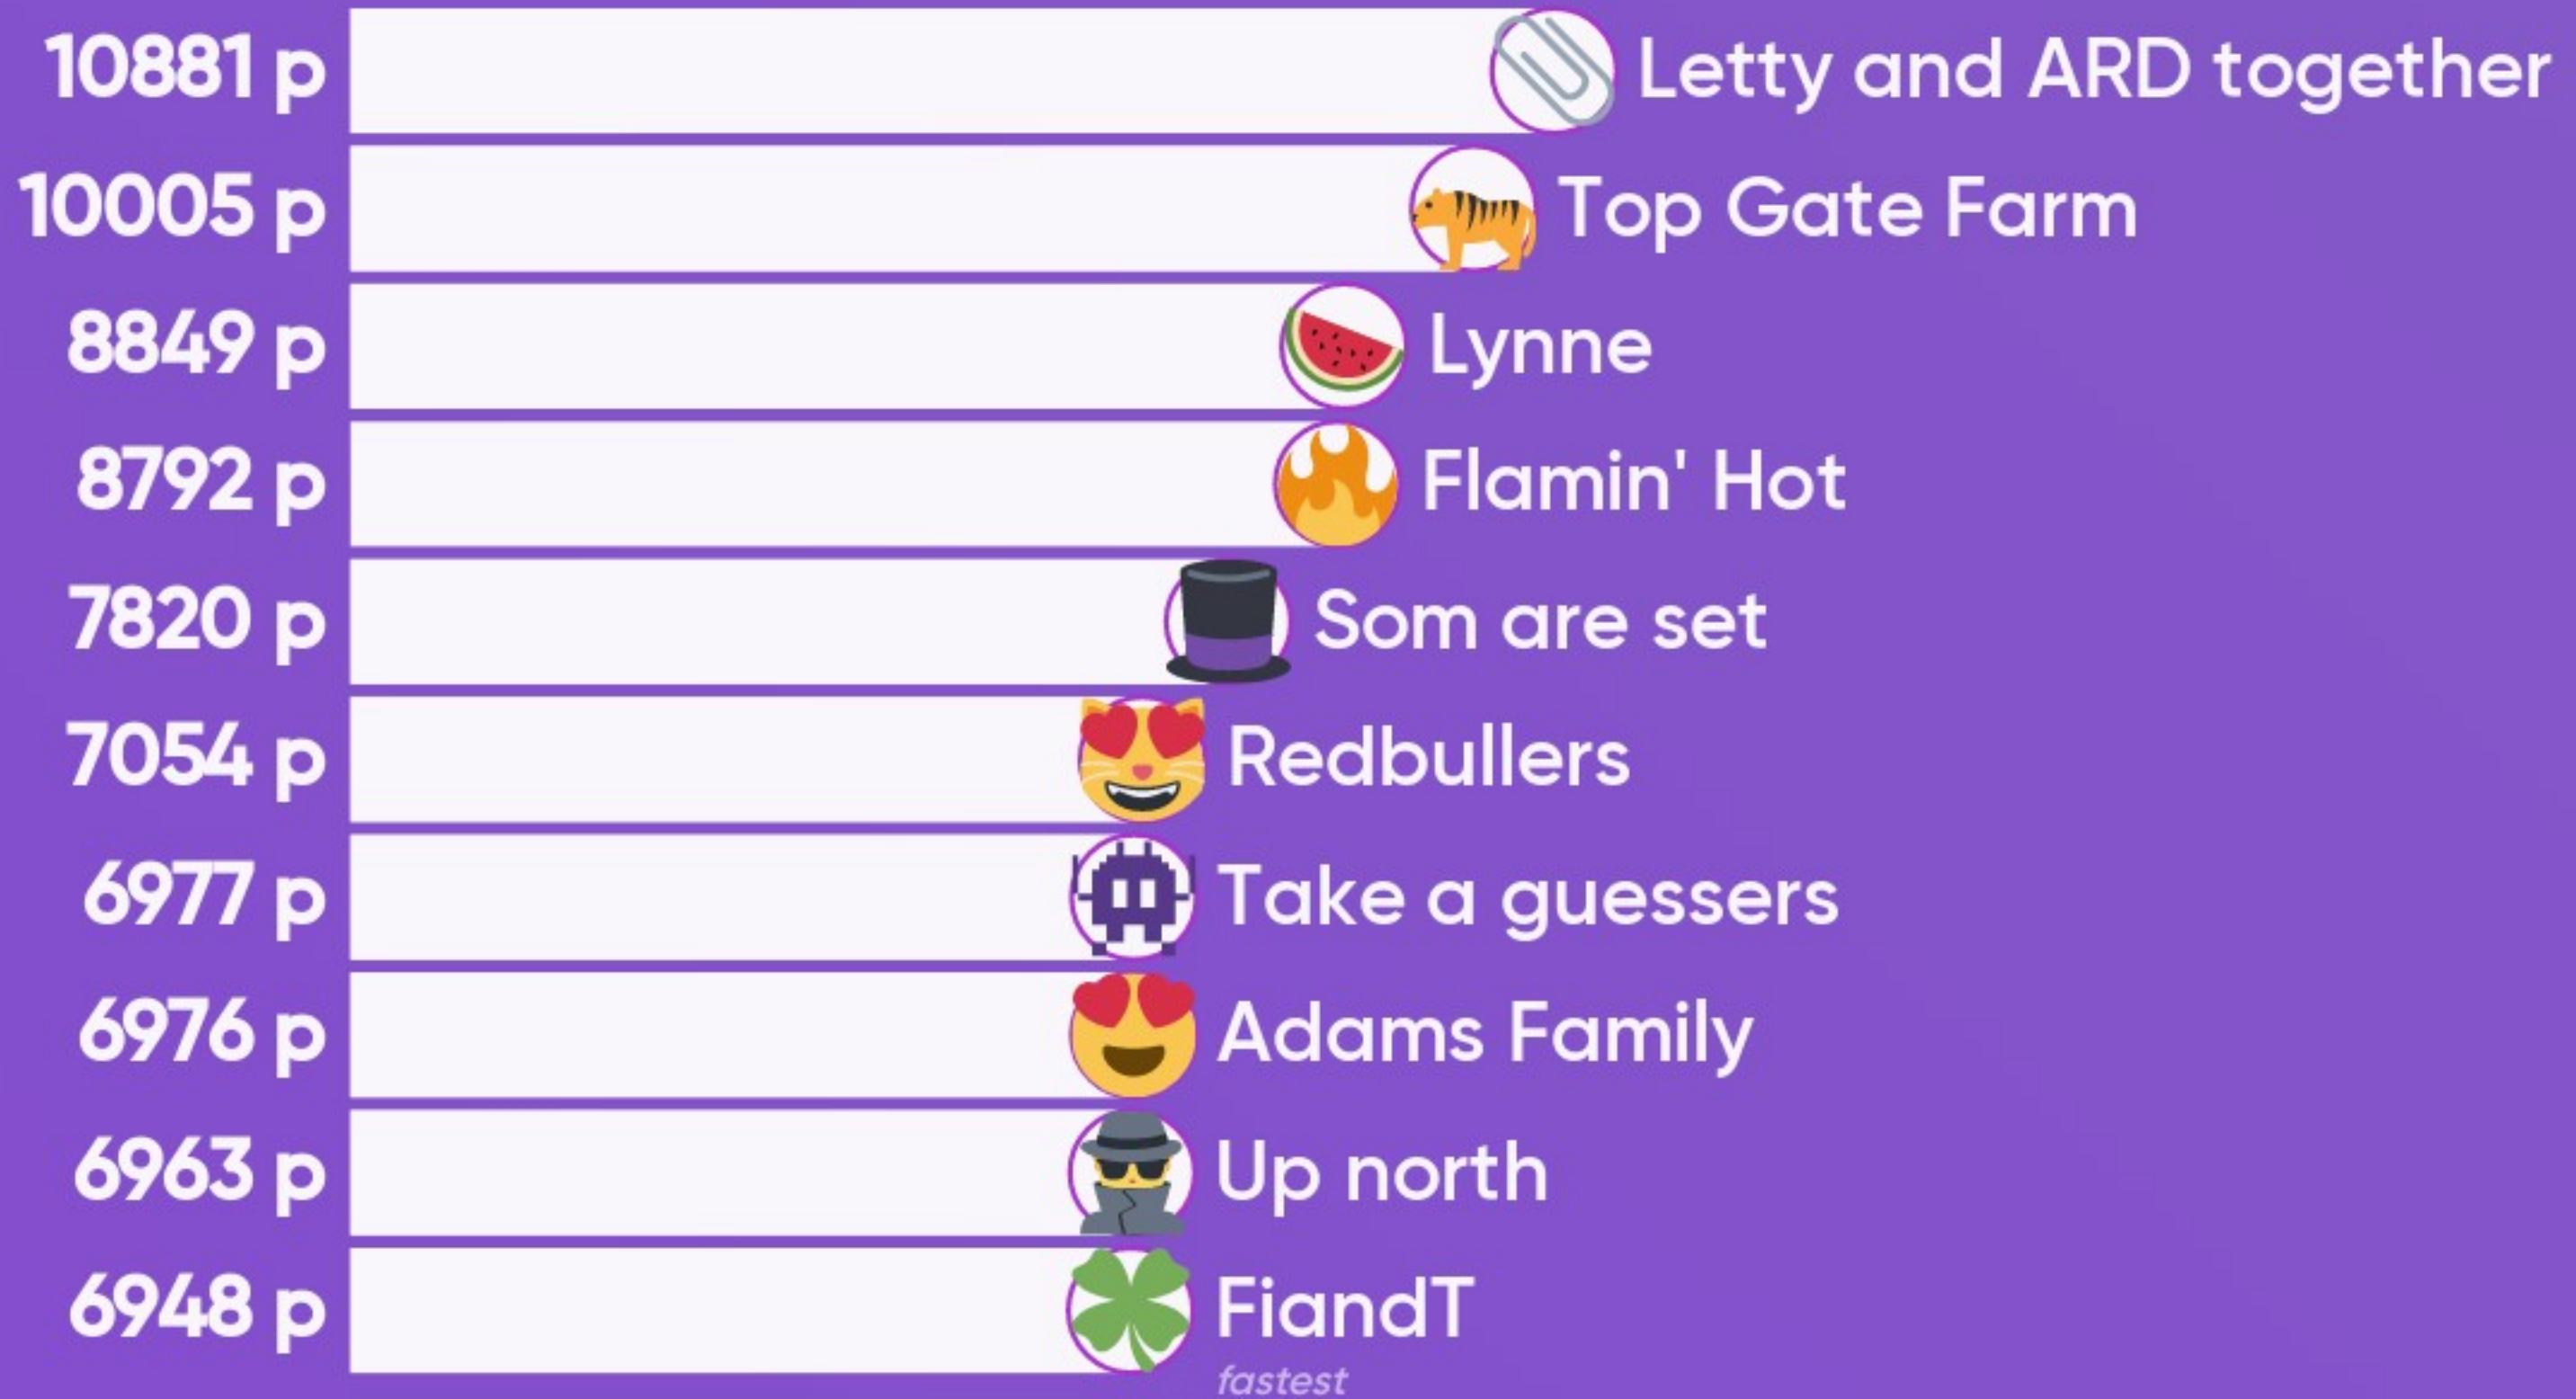 10881 p Letty and ARD together
10005 p Top Gate Farm
8849 p Lynne
8792 p Flamin' Hot
7820 p Som are set
7054 p Redbullers
6977 p Take a guessers
6976 p Adams Family
6963 p Up north
6948 p FiandT
fastest